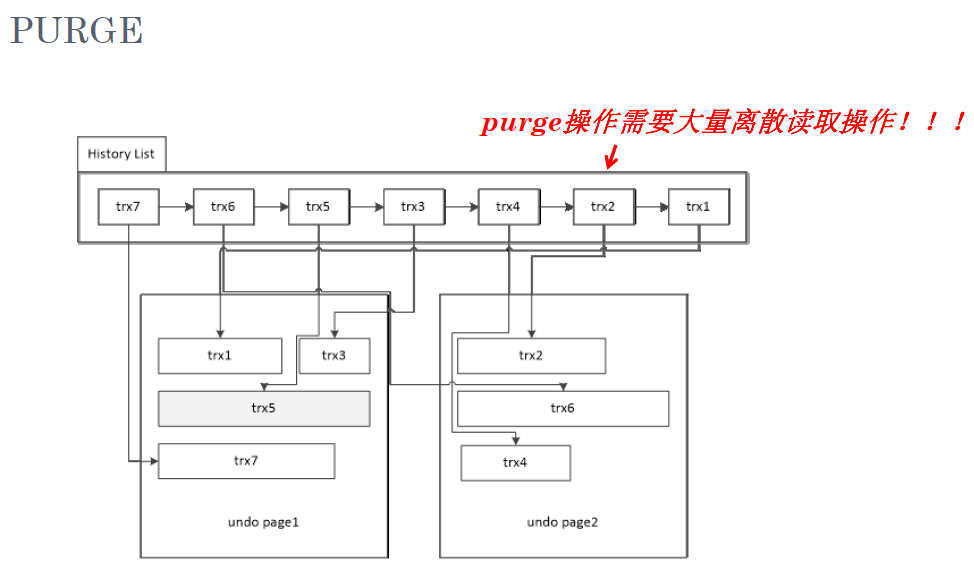 PURGE
purge操作需要大量离散读取操作！！！
History List
trx7 trx6 trx5 trx3 trx4 trx2 trx1
trx1 trx3
trx5
trx7
undo page1
trx2
trx6
trx4
undo page2